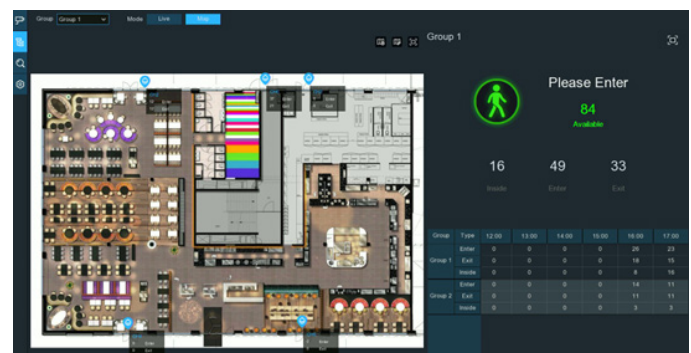 Group Group 1 Mode Live Map
Group 1
Please Enter
84
Available
16 49 33
Inside Enter Exit
Group Type 12:00 13:00 14:00 15:00 16:00 17:00
Enter 0 0 0 0 26 23
Group 1 Exit 0 0 0 0 18 15
Inside 0 0 0 0 8 16
Enter 0 0 0 0 14 11
Group 2 Exit 0 0 0 0 11 11
Inside 0 0 0 0 3 3
Enter
Exit
Enter
Exit